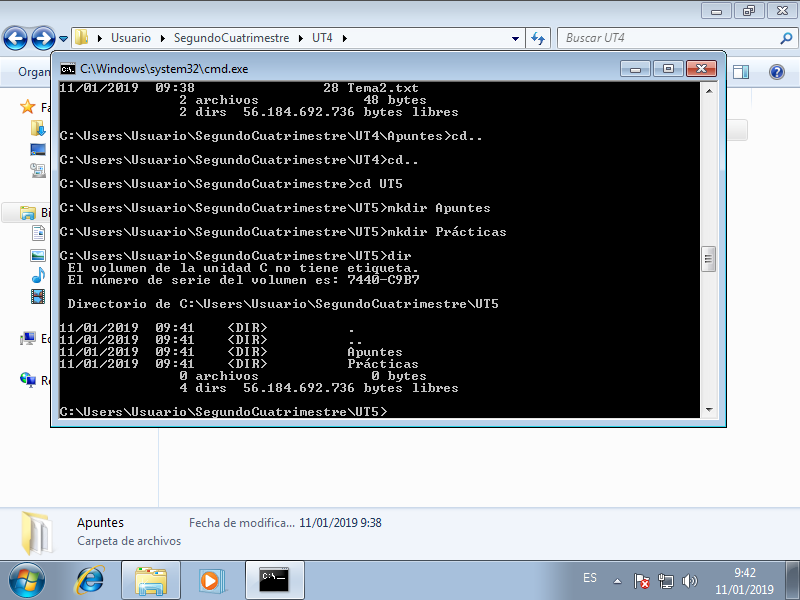 Usuario SegundoCuatrimestre UT4
Buscar UT4
Organ
C:\Windows\system32\cmd.exe
11/01/2019  09:38                28 Tema2.txt
               2 archivos             48 bytes
               2 dirs  56.184.692.736 bytes libres
C:\Users\Usuario\SegundoCuatrimestre\UT4\Apuntes>cd..
C:\Users\Usuario\SegundoCuatrimestre\UT4>cd..
C:\Users\Usuario\SegundoCuatrimestre>cd UT5
C:\Users\Usuario\SegundoCuatrimestre\UT5>mkdir Apuntes
C:\Users\Usuario\SegundoCuatrimestre\UT5>mkdir Prácticas
C:\Users\Usuario\SegundoCuatrimestre\UT5>dir
 El volumen de la unidad C no tiene etiqueta.
 El número de serie del volumen es: 7440-C9B7
 Directorio de C:\Users\Usuario\SegundoCuatrimestre\UT5
11/01/2019  09:41    <DIR>          .
11/01/2019  09:41    <DIR>          ..
11/01/2019  09:41    <DIR>          Apuntes
11/01/2019  09:41    <DIR>          Prácticas
               0 archivos              0 bytes
               4 dirs  56.184.692.736 bytes libres
C:\Users\Usuario\SegundoCuatrimestre\UT5>
Fa
Bi
Ec
Re
Apuntes Fecha de modifica... 11/01/2019 9:38
Carpeta de archivos
ES
9:42
11/01/2019